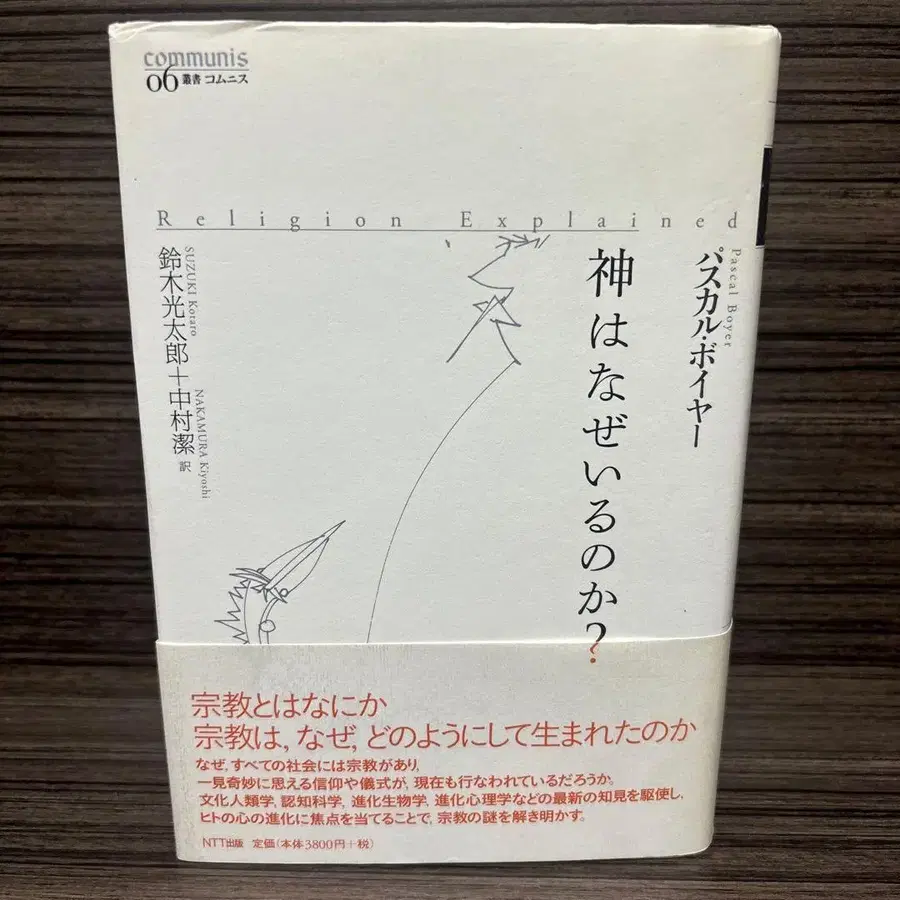 communis
06 叢書 コムニス
Religion Explained
パスカル・ボイヤー
Pascal Boyer
神はなぜいるのか?
鈴木光太郎+中村潔 訳
SUZUKI Kotaro
NAKAMURA Kiyoshi
宗教とはなにか
宗教は，なぜ，どのようにして生まれたのか
なぜ，すべての社会には宗教があり，
一見奇妙に思える信仰や儀式が，現在も行なわれているだろうか。
文化人類学，認知科学，進化生物学，進化心理学などの最新の知見を駆使し，
ヒトの心の進化に焦点を当てることで，宗教の謎を解き明かす。
NTT出版 定価（本体3800円+税）